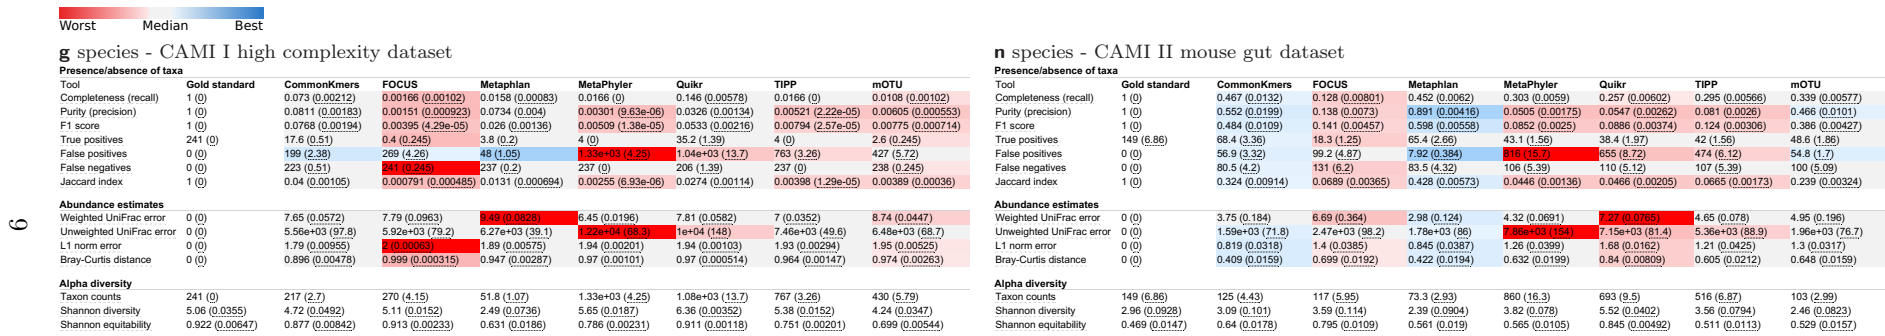 Worst Median Best
g species - CAMI I high complexity dataset
Presence/absence of taxa
Tool Gold standard CommonKmers FOCUS Metaphlan MetaPhyler Quikr TIPP mOTU
Completeness (recall) 1 (0) 0.073 (0.00212) 0.00166 (0.00102) 0.0158 (0.00083) 0.0166 (0) 0.146 (0.00578) 0.0166 (0) 0.0108 (0.00102)
Purity (precision) 1 (0) 0.0811 (0.00183) 0.00151 (0.000923) 0.0734 (0.004) 0.00301 (9.63e-06) 0.0326 (0.00134) 0.00521 (2.22e-05) 0.00605 (0.000553)
F1 score 1 (0) 0.0768 (0.00194) 0.00395 (4.29e-05) 0.026 (0.00136) 0.00509 (1.38e-05) 0.0533 (0.00216) 0.00794 (2.57e-05) 0.00775 (0.000714)
True positives 241 (0) 17.6 (0.51) 0.4 (0.245) 3.8 (0.2) 4 (0) 35.2 (1.39) 4 (0) 2.6 (0.245)
False positives 0 (0) 199 (2.38) 269 (4.26) 48 (1.05) 1.33e+03 (4.25) 1.04e+03 (13.7) 763 (3.26) 427 (5.72)
False negatives 0 (0) 223 (0.51) 241 (0.245) 237 (0.2) 237 (0) 206 (1.39) 237 (0) 238 (0.245)
Jaccard index 1 (0) 0.04 (0.00105) 0.000791 (0.000485) 0.0131 (0.000694) 0.00255 (6.93e-06) 0.0274 (0.00114) 0.00398 (1.29e-05) 0.00389 (0.00036)
Abundance estimates
Weighted UniFrac error 0 (0) 7.65 (0.0572) 7.79 (0.0963) 9.49 (0.0828) 6.45 (0.0196) 7.81 (0.0582) 7 (0.0352) 8.74 (0.0447)
Unweighted UniFrac error 0 (0) 5.56e+03 (97.8) 5.92e+03 (79.2) 6.27e+03 (39.1) 1.22e+04 (68.3) 1e+04 (148) 7.46e+03 (49.6) 6.48e+03 (68.7)
L1 norm error 0 (0) 1.79 (0.00955) 2 (0.00063) 1.89 (0.00575) 1.94 (0.00201) 1.94 (0.00103) 1.93 (0.00294) 1.95 (0.00525)
Bray-Curtis distance 0 (0) 0.896 (0.00478) 0.999 (0.000315) 0.947 (0.00287) 0.97 (0.00101) 0.97 (0.000514) 0.964 (0.00147) 0.974 (0.00263)
Alpha diversity
Taxon counts 241 (0) 217 (2.7) 270 (4.15) 51.8 (1.07) 1.33e+03 (4.25) 1.08e+03 (13.7) 767 (3.26) 430 (5.79)
Shannon diversity 5.06 (0.0355) 4.72 (0.0492) 5.11 (0.0152) 2.49 (0.0736) 5.65 (0.0187) 6.36 (0.00352) 5.38 (0.0152) 4.24 (0.0347)
Shannon equitability 0.922 (0.00647) 0.877 (0.00842) 0.913 (0.00233) 0.631 (0.0186) 0.786 (0.00231) 0.911 (0.00118) 0.751 (0.00201) 0.699 (0.00544)
n species - CAMI II mouse gut dataset
Presence/absence of taxa
Tool Gold standard CommonKmers FOCUS Metaphlan MetaPhyler Quikr TIPP mOTU
Completeness (recall) 1 (0) 0.467 (0.0132) 0.128 (0.00801) 0.452 (0.0062) 0.303 (0.0059) 0.257 (0.00602) 0.295 (0.00566) 0.339 (0.00577)
Purity (precision) 1 (0) 0.552 (0.0199) 0.138 (0.0073) 0.891 (0.00416) 0.0505 (0.00175) 0.0547 (0.00262) 0.081 (0.0026) 0.466 (0.0101)
F1 score 1 (0) 0.484 (0.0109) 0.141 (0.00457) 0.598 (0.00558) 0.0852 (0.0025) 0.0886 (0.00374) 0.124 (0.00306) 0.386 (0.00427)
True positives 149 (6.86) 68.4 (3.36) 18.3 (1.25) 65.4 (2.66) 43.1 (1.56) 38.4 (1.97) 42 (1.56) 48.6 (1.86)
False positives 0 (0) 56.9 (3.32) 99.2 (4.87) 7.92 (0.384) 816 (15.7) 655 (8.72) 474 (6.12) 54.8 (1.7)
False negatives 0 (0) 80.5 (4.2) 131 (6.2) 83.5 (4.32) 106 (5.39) 110 (5.12) 107 (5.39) 100 (5.09)
Jaccard index 1 (0) 0.324 (0.00914) 0.0689 (0.00365) 0.428 (0.00573) 0.0446 (0.00136) 0.0466 (0.00205) 0.0665 (0.00173) 0.239 (0.00324)
Abundance estimates
Weighted UniFrac error 0 (0) 3.75 (0.184) 6.69 (0.364) 2.98 (0.124) 4.32 (0.0691) 7.27 (0.0765) 4.65 (0.078) 4.95 (0.196)
Unweighted UniFrac error 0 (0) 1.59e+03 (71.8) 2.47e+03 (98.2) 1.78e+03 (86) 7.86e+03 (154) 7.15e+03 (81.4) 5.36e+03 (88.9) 1.96e+03 (76.7)
L1 norm error 0 (0) 0.819 (0.0318) 1.4 (0.0385) 0.845 (0.0387) 1.26 (0.0399) 1.68 (0.0162) 1.21 (0.0425) 1.3 (0.0317)
Bray-Curtis distance 0 (0) 0.409 (0.0159) 0.699 (0.0192) 0.422 (0.0194) 0.632 (0.0199) 0.84 (0.00809) 0.605 (0.0212) 0.648 (0.0159)
Alpha diversity
Taxon counts 149 (6.86) 125 (4.43) 117 (5.95) 73.3 (2.93) 860 (16.3) 693 (9.5) 516 (6.87) 103 (2.99)
Shannon diversity 2.96 (0.0928) 3.09 (0.101) 3.59 (0.114) 2.39 (0.0904) 3.82 (0.078) 5.52 (0.0402) 3.56 (0.0794) 2.46 (0.0823)
Shannon equitability 0.469 (0.0147) 0.64 (0.0178) 0.795 (0.0109) 0.561 (0.019) 0.565 (0.0105) 0.845 (0.00492) 0.511 (0.0113) 0.529 (0.0157)
6